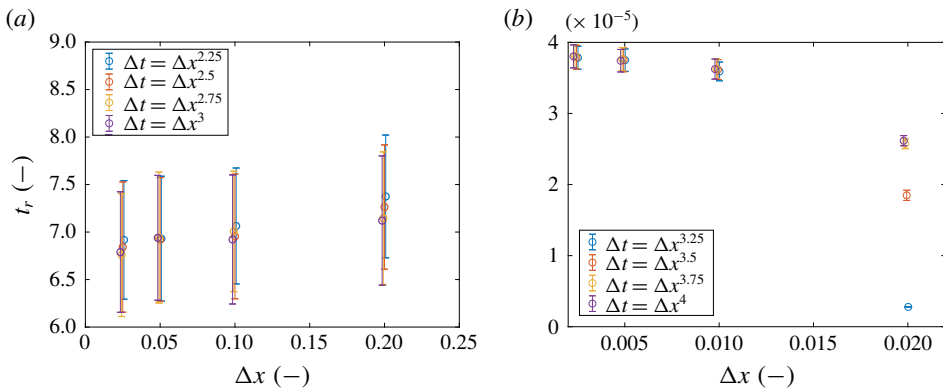 (a)
9.0
8.5
8.0
7.5
7.0
6.5
6.0
t_r (–)
Δt = Δx^2.25
Δt = Δx^2.5
Δt = Δx^2.75
Δt = Δx^3
0 0.05 0.10 0.15 0.20 0.25
Δx (–)
(b) (× 10^−5)
4
3
2
1
0
Δt = Δx^3.25
Δt = Δx^3.5
Δt = Δx^3.75
Δt = Δx^4
0.005 0.010 0.015 0.020
Δx (–)